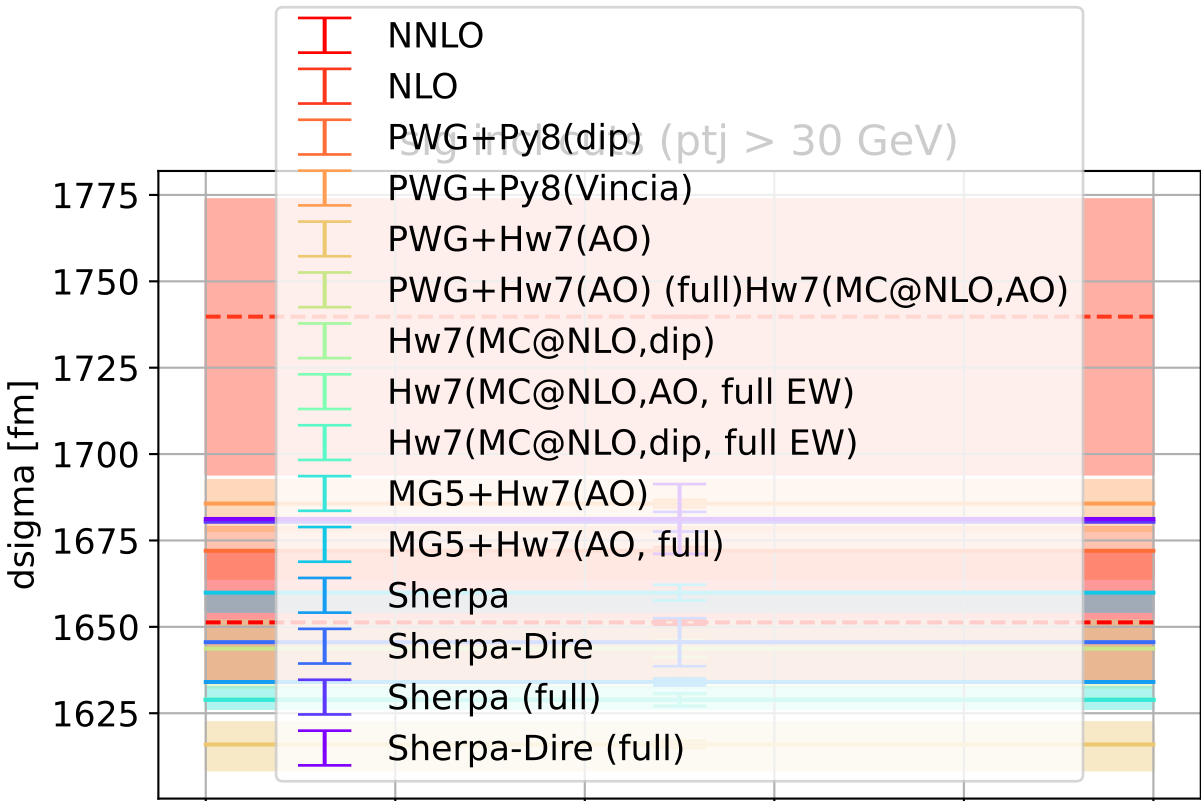 NNLO
NLO
PWG+Py8(dip)
sig incl cuts (ptj > 30 GeV)
PWG+Py8(Vincia)
PWG+Hw7(AO)
PWG+Hw7(AO) (full)Hw7(MC@NLO,AO)
Hw7(MC@NLO,dip)
Hw7(MC@NLO,AO, full EW)
Hw7(MC@NLO,dip, full EW)
MG5+Hw7(AO)
MG5+Hw7(AO, full)
Sherpa
Sherpa-Dire
Sherpa (full)
Sherpa-Dire (full)
1775
1750
1725
1700
1675
1650
1625
dsigma [fm]